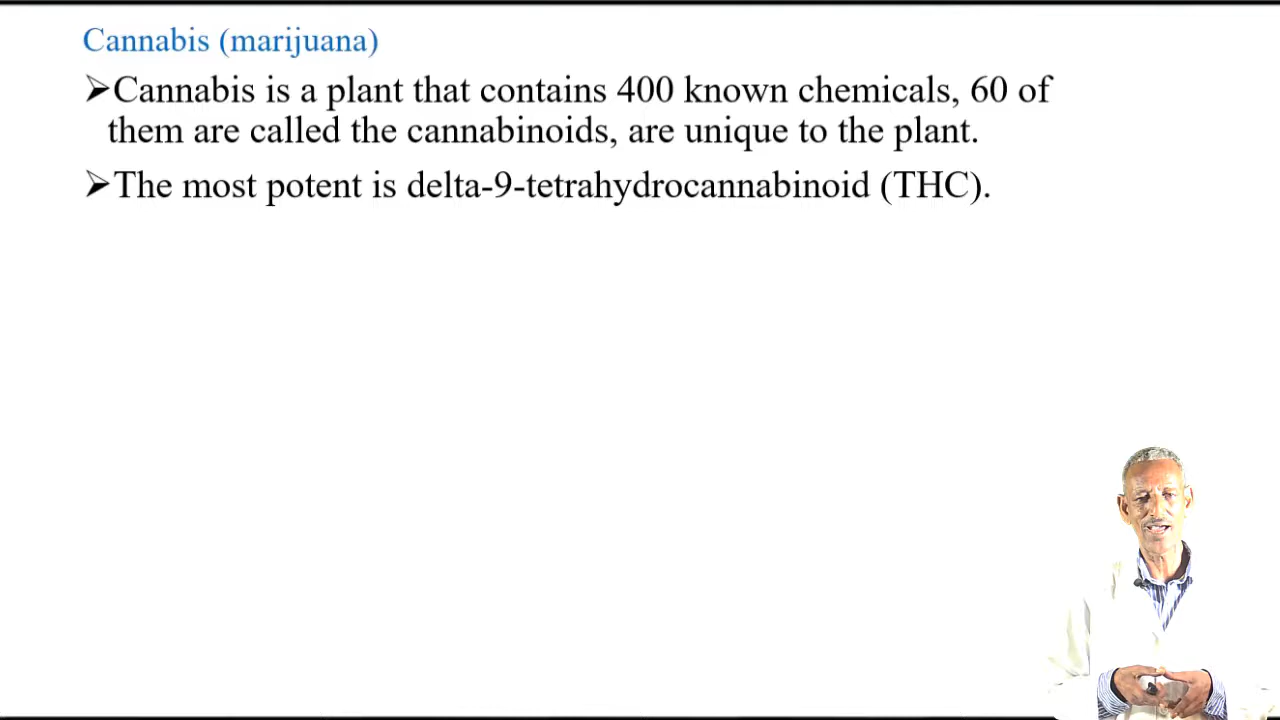 Cannabis (marijuana)
➢Cannabis is a plant that contains 400 known chemicals, 60 of
them are called the cannabinoids, are unique to the plant.
➢The most potent is delta-9-tetrahydrocannabinoid (THC).